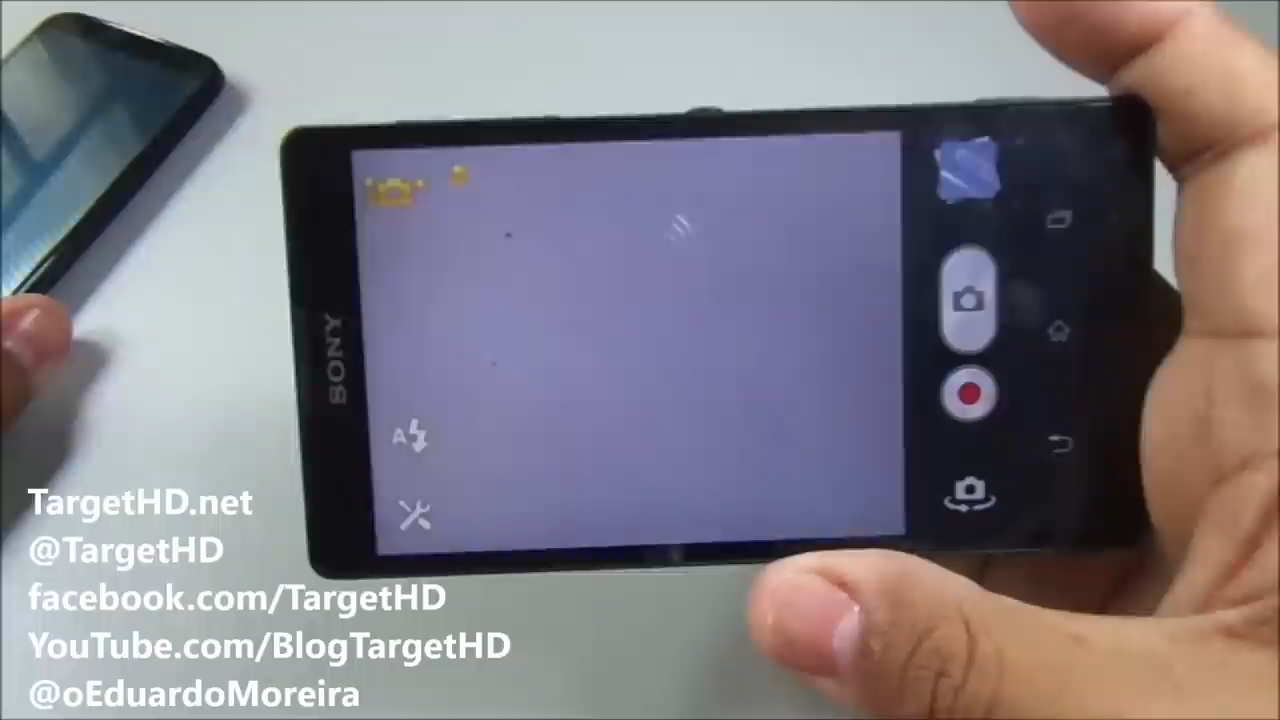 SONY
A
TargetHD.net
@TargetHD
facebook.com/TargetHD
YouTube.com/BlogTargetHD
@oEduardoMoreira